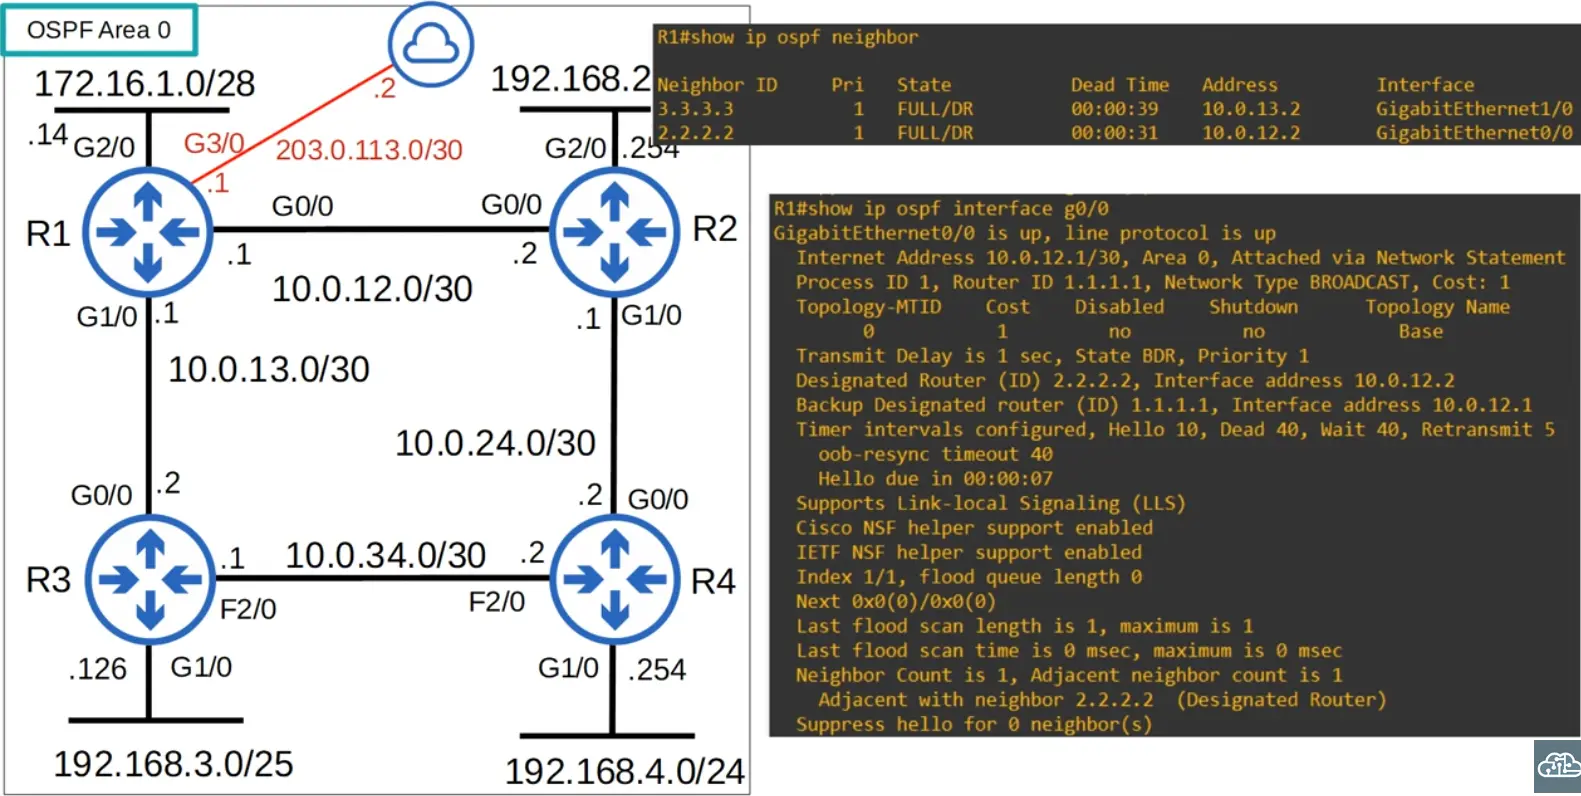 OSPF Area 0
172.16.1.0/28
192.168.2
.2
.14
G2/0
G3/0
203.0.113.0/30
G2/0
.254
.1
R1
G0/0
G0/0
R2
.1
.2
10.0.12.0/30
G1/0
.1
.1
G1/0
10.0.13.0/30
10.0.24.0/30
G0/0
.2
.2
G0/0
R3
.1
10.0.34.0/30
.2
R4
F2/0
F2/0
.126
G1/0
G1/0
.254
192.168.3.0/25
192.168.4.0/24
R1#show ip ospf neighbor
Neighbor ID Pri State Dead Time Address Interface
3.3.3.3 1 FULL/DR 00:00:39 10.0.13.2 GigabitEthernet1/0
2.2.2.2 1 FULL/DR 00:00:31 10.0.12.2 GigabitEthernet0/0
R1#show ip ospf interface g0/0
GigabitEthernet0/0 is up, line protocol is up
Internet Address 10.0.12.1/30, Area 0, Attached via Network Statement
Process ID 1, Router ID 1.1.1.1, Network Type BROADCAST, Cost: 1
Topology-MTID Cost Disabled Shutdown Topology Name
0 1 no no Base
Transmit Delay is 1 sec, State BDR, Priority 1
Designated Router (ID) 2.2.2.2, Interface address 10.0.12.2
Backup Designated router (ID) 1.1.1.1, Interface address 10.0.12.1
Timer intervals configured, Hello 10, Dead 40, Wait 40, Retransmit 5
oob-resync timeout 40
Hello due in 00:00:07
Supports Link-local Signaling (LLS)
Cisco NSF helper support enabled
IETF NSF helper support enabled
Index 1/1, flood queue length 0
Next 0x0(0)/0x0(0)
Last flood scan length is 1, maximum is 1
Last flood scan time is 0 msec, maximum is 0 msec
Neighbor Count is 1, Adjacent neighbor count is 1
Adjacent with neighbor 2.2.2.2 (Designated Router)
Suppress hello for 0 neighbor(s)